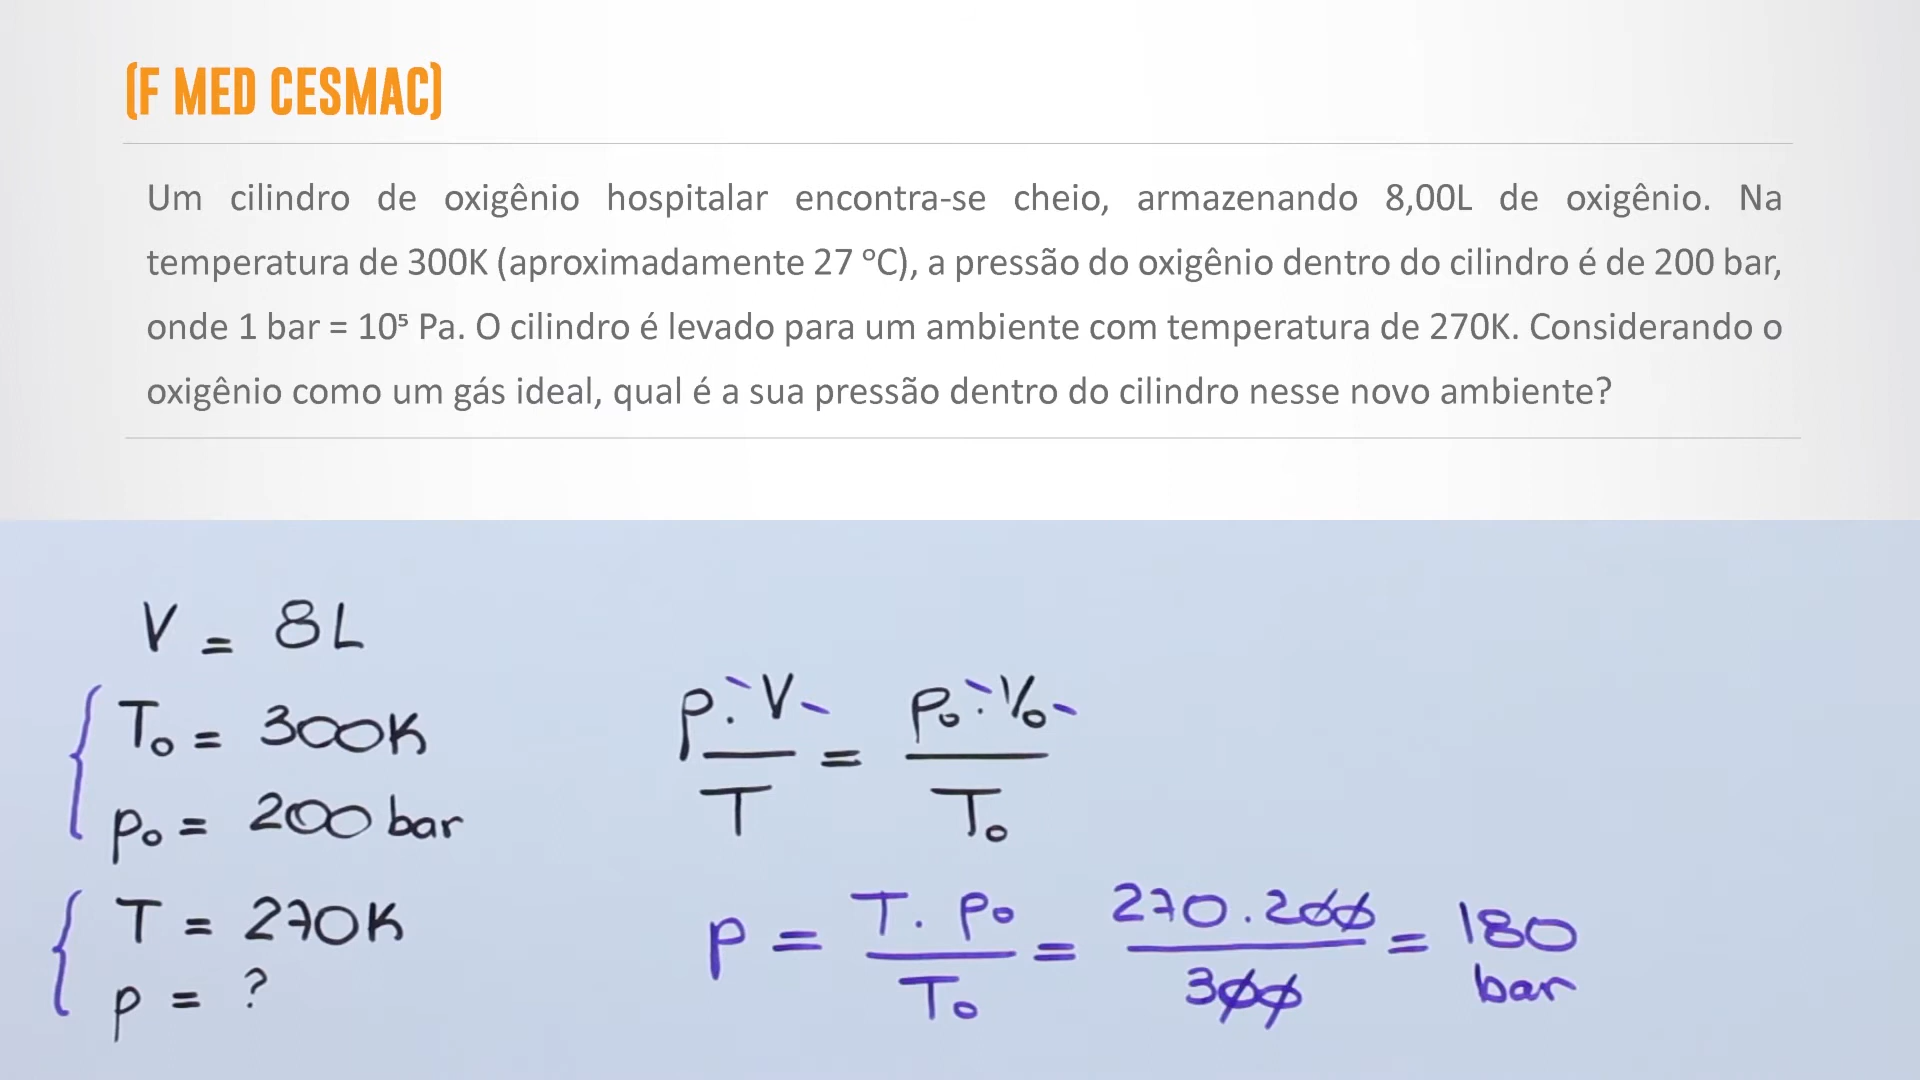 (F MED CESMAC)
Um cilindro de oxigênio hospitalar encontra-se cheio, armazenando 8,00L de oxigênio. Na
temperatura de 300K (aproximadamente 27 ºC), a pressão do oxigênio dentro do cilindro é de 200 bar,
onde 1 bar = 10⁵ Pa. O cilindro é levado para um ambiente com temperatura de 270K. Considerando o
oxigênio como um gás ideal, qual é a sua pressão dentro do cilindro nesse novo ambiente?
V = 8L
T₀ = 300K
p₀ = 200 bar
T = 270K
p = ?
p.V / T = p₀.V₀ / T₀
p = T.p₀ / T₀ = 270.200 / 300 = 180 bar